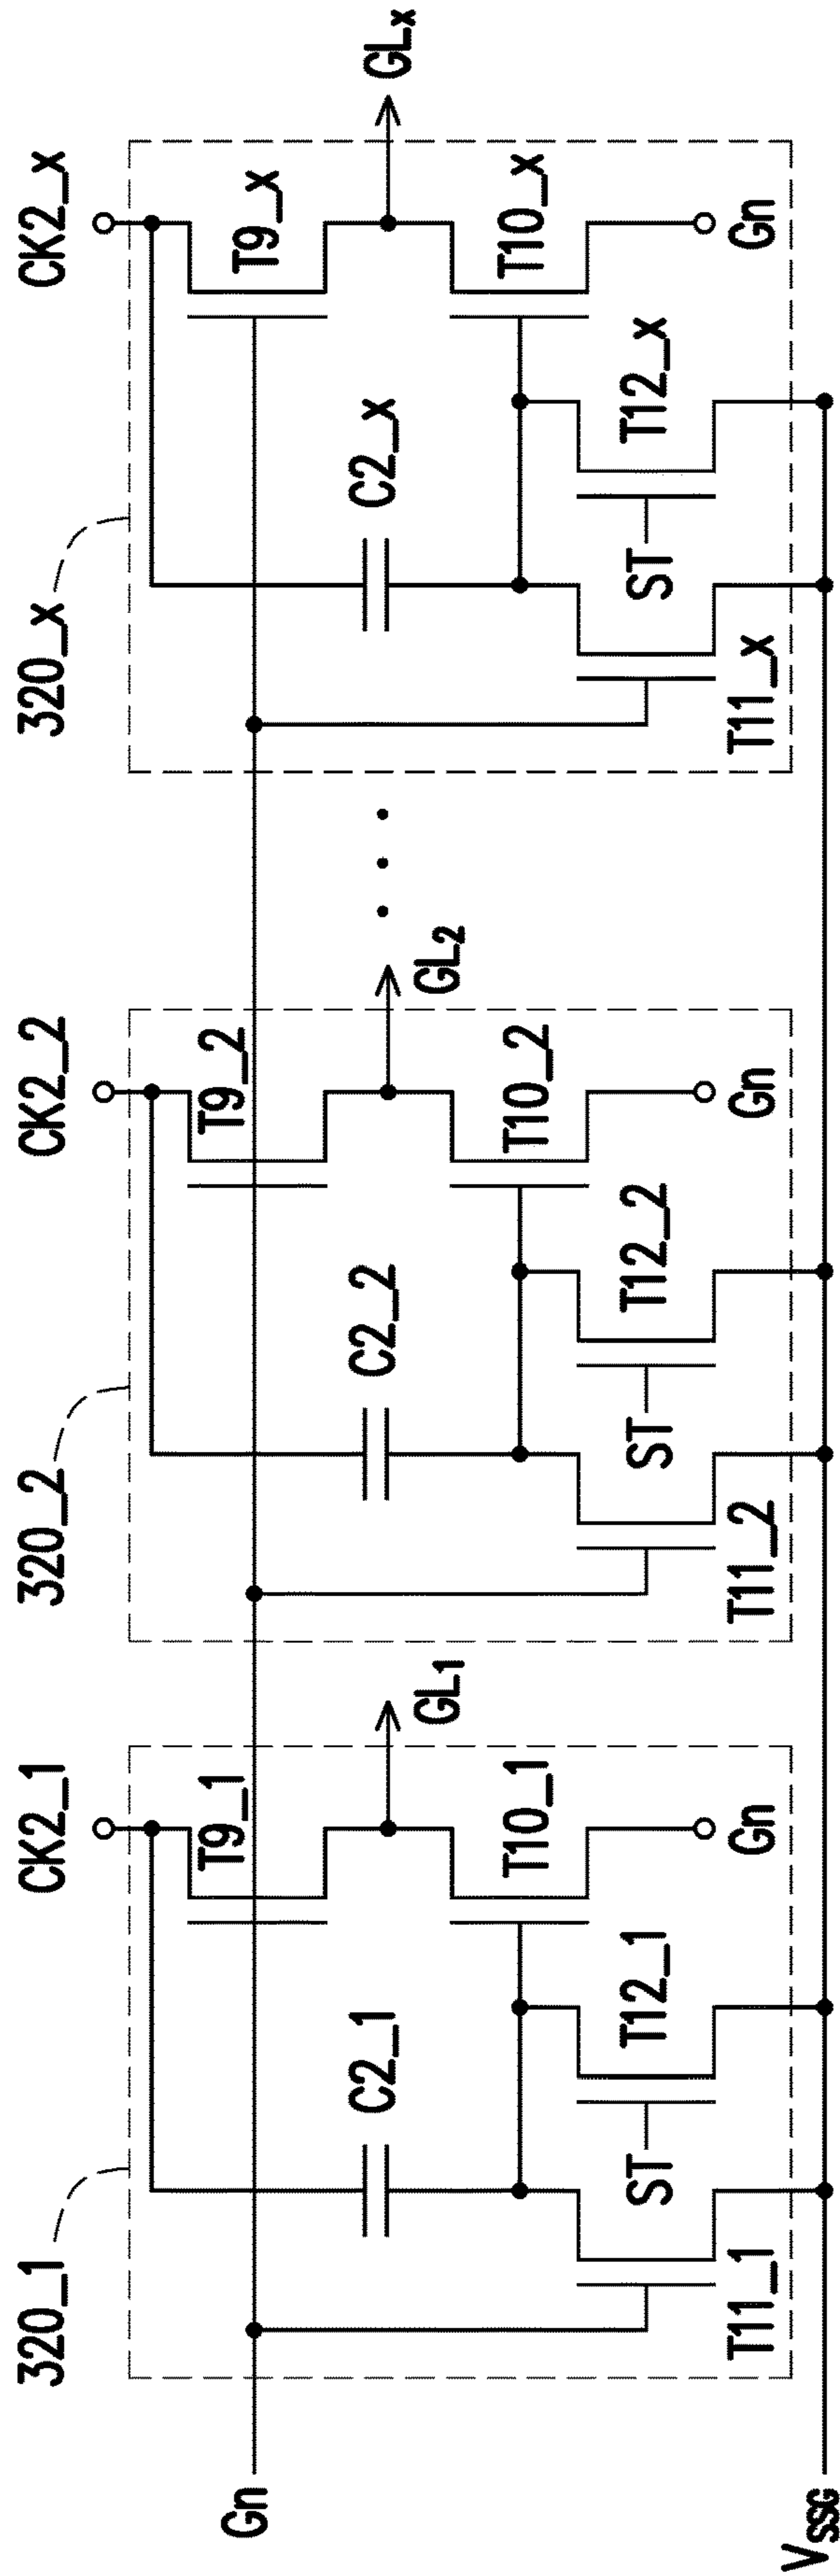 320_1
CK2_1
320_2
CK2_2
320_x
CK2_x
Gn
T9_1
T9_2
T9_x
C2_1
GL1
C2_2
GL2
C2_x
GLx
T10_1
T10_2
T10_x
ST
T12_1
ST
T12_2
ST
T12_x
T11_1
Gn
T11_2
Gn
T11_x
Gn
VSSG